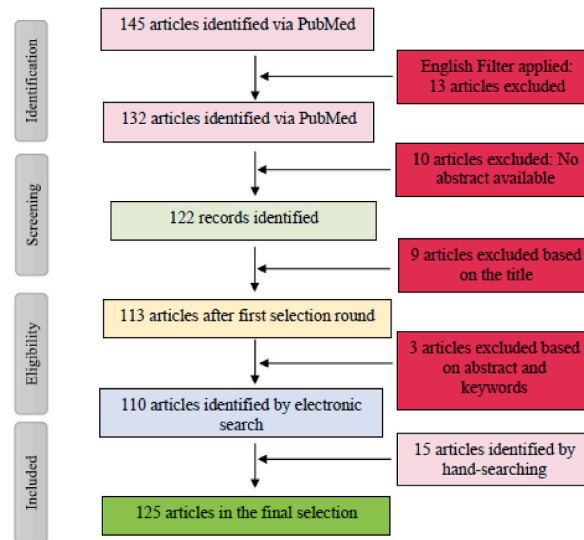 145 articles identified via PubMed
English Filter applied:
13 articles excluded
Identification
132 articles identified via PubMed
10 articles excluded: No
abstract available
Screening
122 records identified
9 articles excluded based
on the title
113 articles after first selection round
Eligibility
3 articles excluded based
on abstract and
keywords
110 articles identified by electronic
search
15 articles identified by
hand-searching
Included
125 articles in the final selection